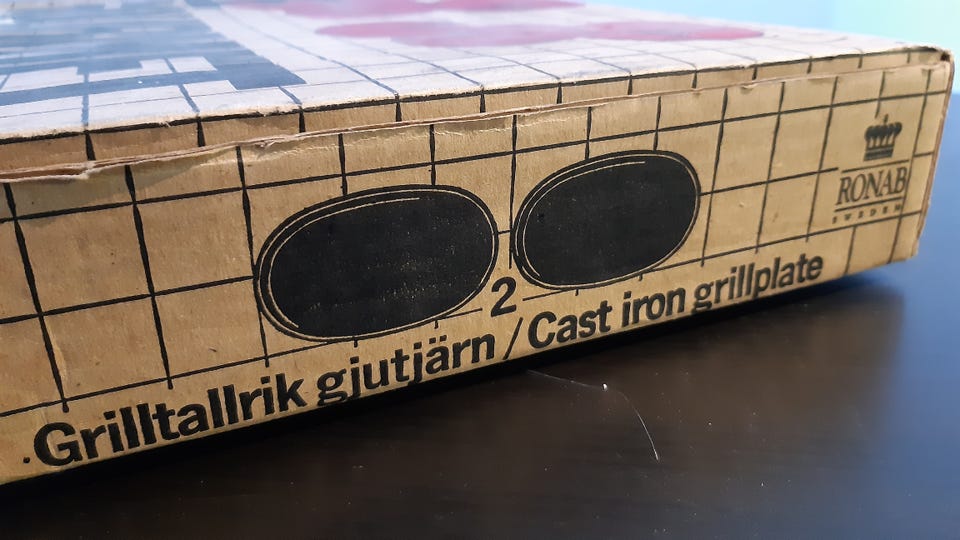 RONAB
SWEDEN
2
Grilltallrik gjutjärn / Cast iron grillplate